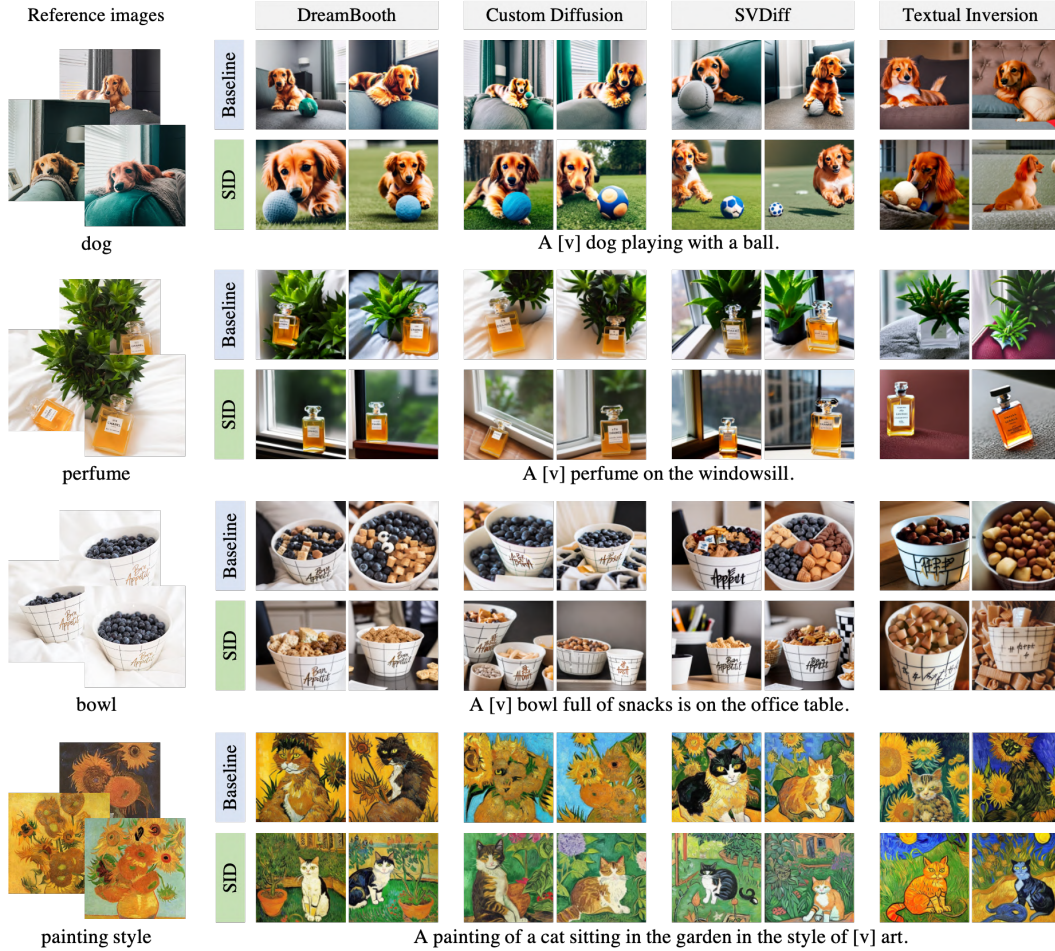 Reference images
DreamBooth
Custom Diffusion
SVDiff
Textual Inversion
Baseline
SID
dog
A [v] dog playing with a ball.
Baseline
SID
perfume
A [v] perfume on the windowsill.
Baseline
SID
bowl
A [v] bowl full of snacks is on the office table.
Baseline
SID
painting style
A painting of a cat sitting in the garden in the style of [v] art.